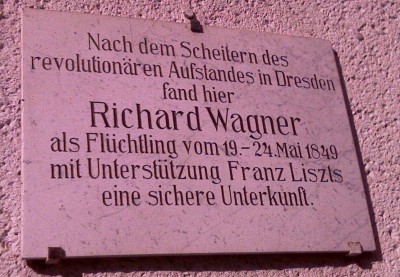 Nach dem Scheitern des
revolutionären Aufstandes in Dresden
fand hier
Richard Wagner
als Flüchtling vom 19.-24. Mai 1849
mit Unterstützung Franz Liszts
eine sichere Unterkunft.